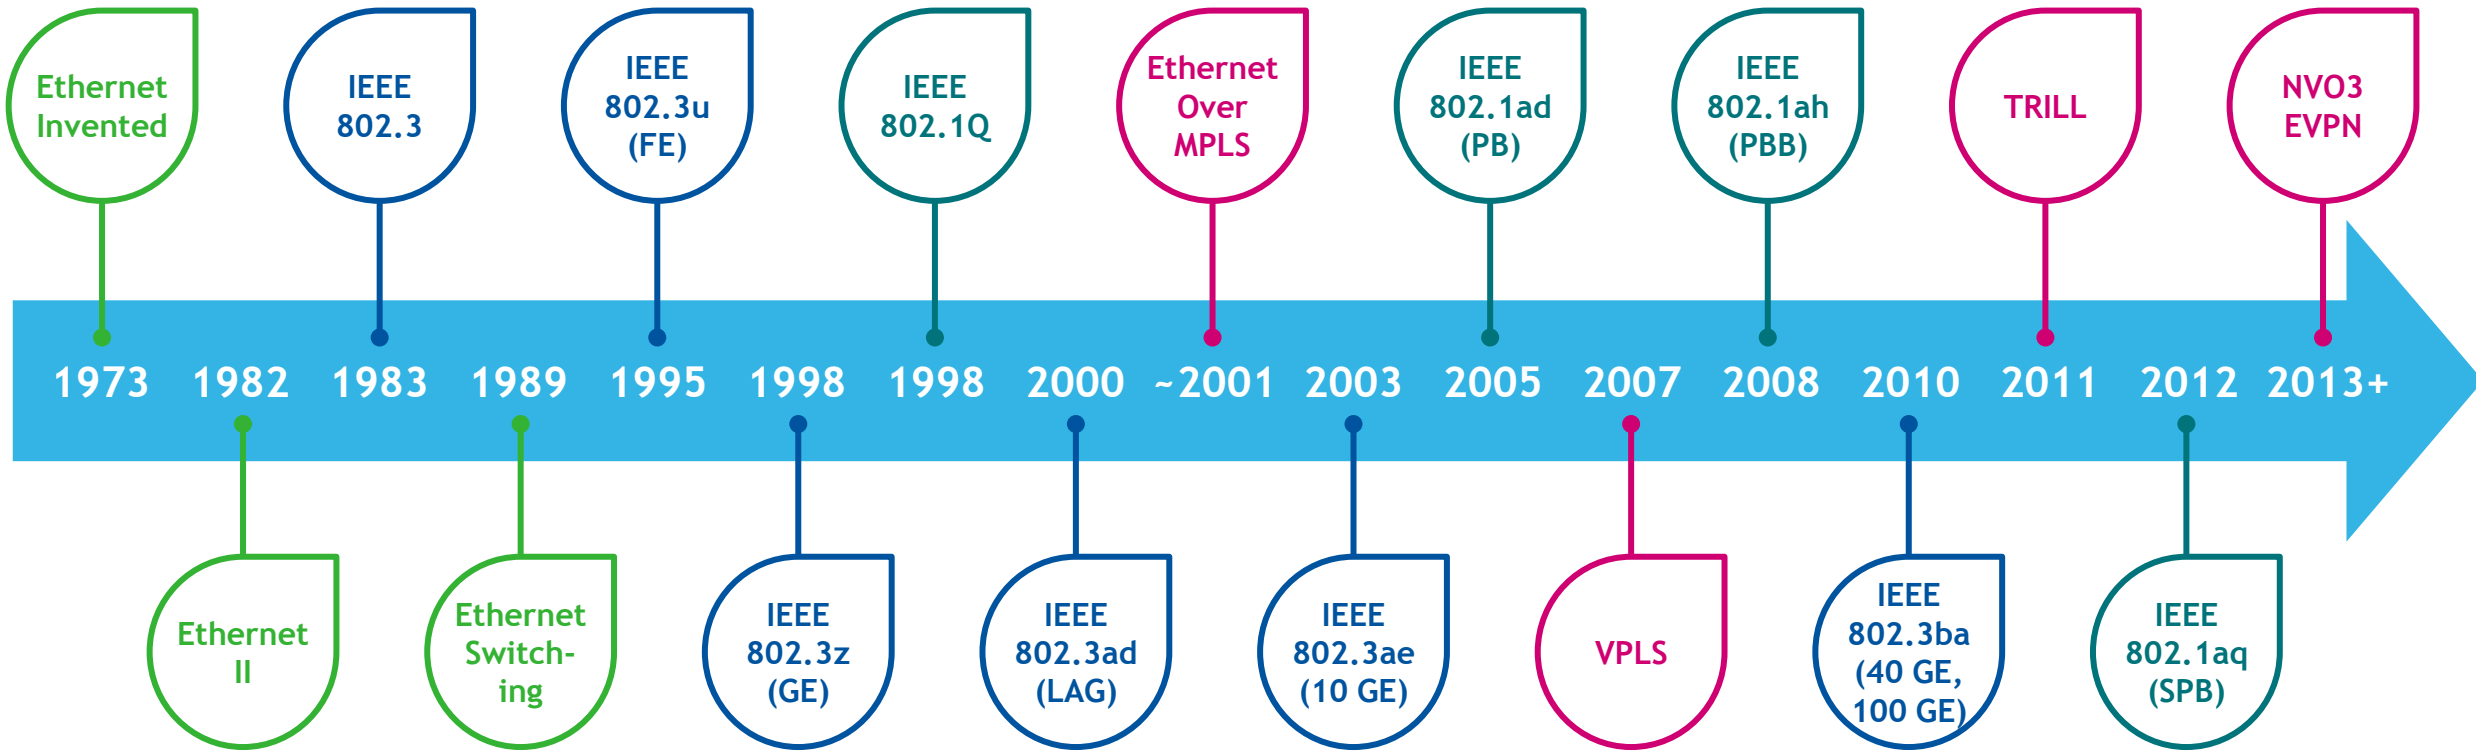 Ethernet
Invented
IEEE
802.3
IEEE
802.3u
(FE)
IEEE
802.1Q
Ethernet
Over
MPLS
IEEE
802.1ad
(PB)
IEEE
802.1ah
(PBB)
TRILL
NVO3
EVPN
1973 1982 1983 1989 1995 1998 1998 2000 ~2001 2003 2005 2007 2008 2010 2011 2012 2013+
Ethernet
II
Ethernet
Switch-
ing
IEEE
802.3z
(GE)
IEEE
802.3ad
(LAG)
IEEE
802.3ae
(10 GE)
VPLS
IEEE
802.3ba
(40 GE,
100 GE)
IEEE
802.1aq
(SPB)